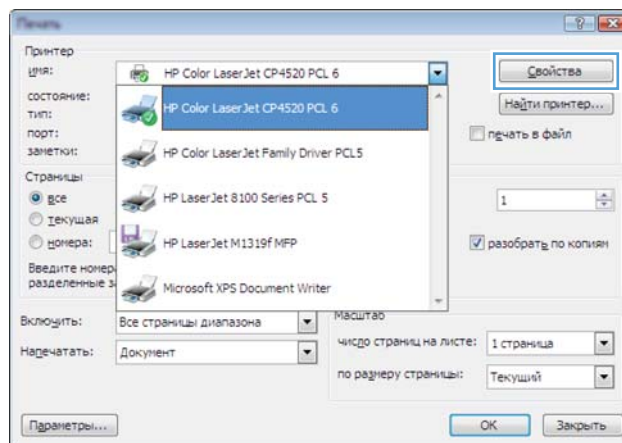 Печать
Принтер
имя: HP Color LaserJet CP4520 PCL 6 Свойства
состояние: HP Color LaserJet CP4520 PCL 6 Найти принтер...
тип:
порт: HP Color LaserJet Family Driver PCL5 печать в файл
заметки:
Страницы
все HP LaserJet 8100 Series PCL 5 1
текущая
номера: HP LaserJet M1319f MFP разобрать по копиям
Введите номер
разделенные з Microsoft XPS Document Writer
Включить: Все страницы диапазона Масштаб
число страниц на листе: 1 страница
Напечатать: Документ
по размеру страницы: Текущий
Параметры... OK Закрыть